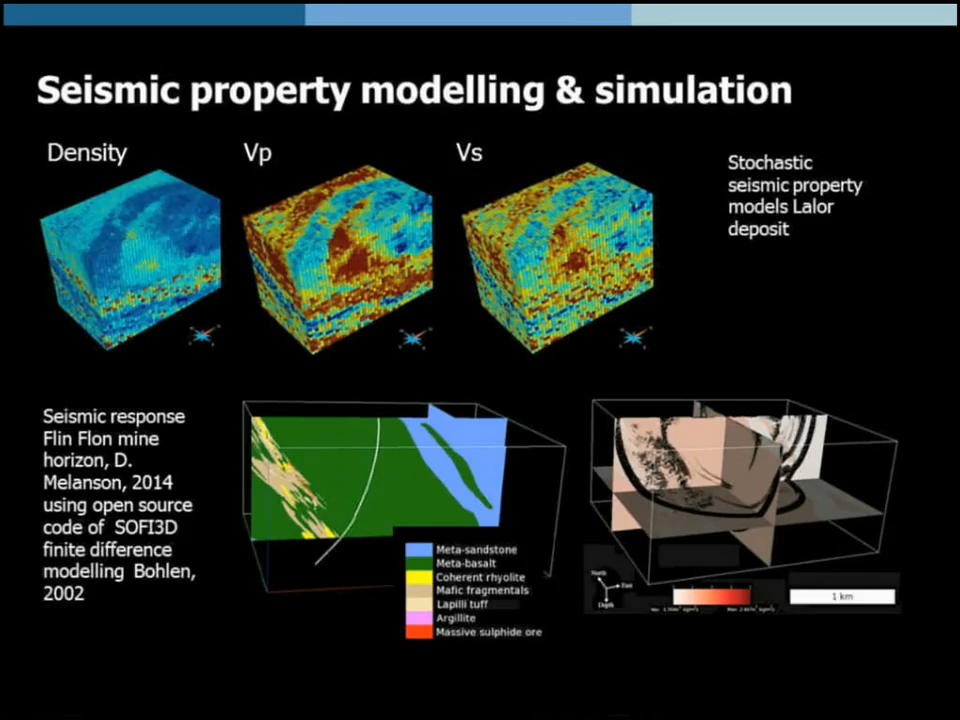 Seismic property modelling & simulation
Density
Vp
Vs
Stochastic
seismic property
models Lalor
deposit
Seismic response
Flin Flon mine
horizon, D.
Melanson, 2014
using open source
code of SOFI3D
finite difference
modelling Bohlen,
2002
Meta-sandstone
Meta-basalt
Coherent rhyolite
Mafic fragmentals
Lapilli tuff
Argillite
Massive sulphide ore
North
East
Depth
1 km